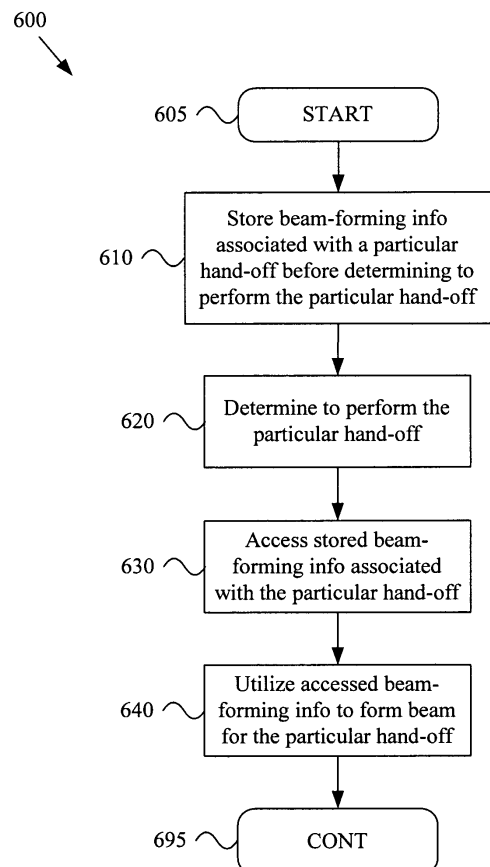 600
605
START
610
Store beam-forming info
associated with a particular
hand-off before determining to
perform the particular hand-off
620
Determine to perform the
particular hand-off
630
Access stored beam-
forming info associated
with the particular hand-off
640
Utilize accessed beam-
forming info to form beam
for the particular hand-off
695
CONT